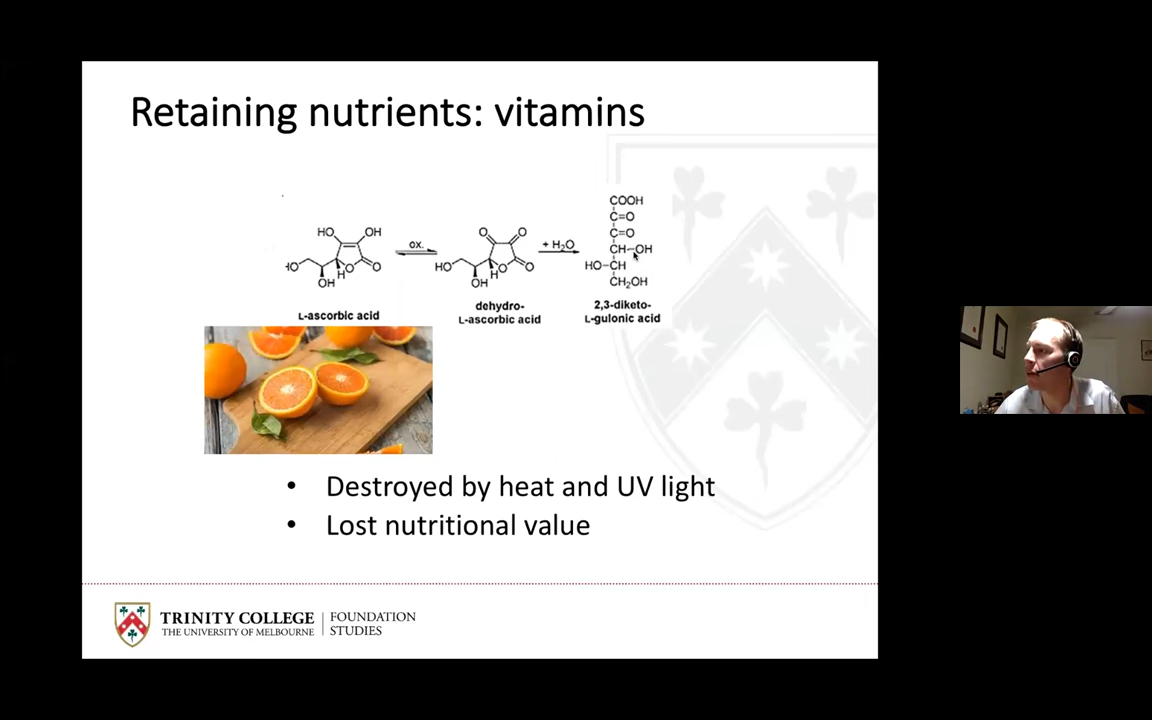 Retaining nutrients: vitamins
HO OH
HO O O
H
OH
L-ascorbic acid
ox.
O O
HO O O
H
OH
dehydro-
L-ascorbic acid
+ H₂O
COOH
C=O
C=O
CH-OH
HO-CH
CH₂OH
2,3-diketo-
L-gulonic acid
• Destroyed by heat and UV light
• Lost nutritional value
TRINITY COLLEGE
THE UNIVERSITY OF MELBOURNE
FOUNDATION
STUDIES